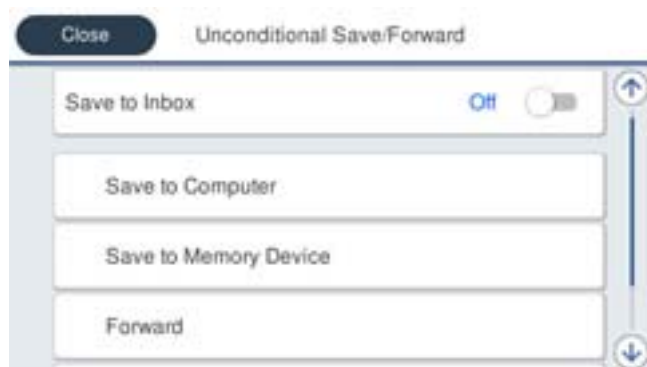 Close Unconditional Save/Forward
Save to Inbox Off
Save to Computer
Save to Memory Device
Forward